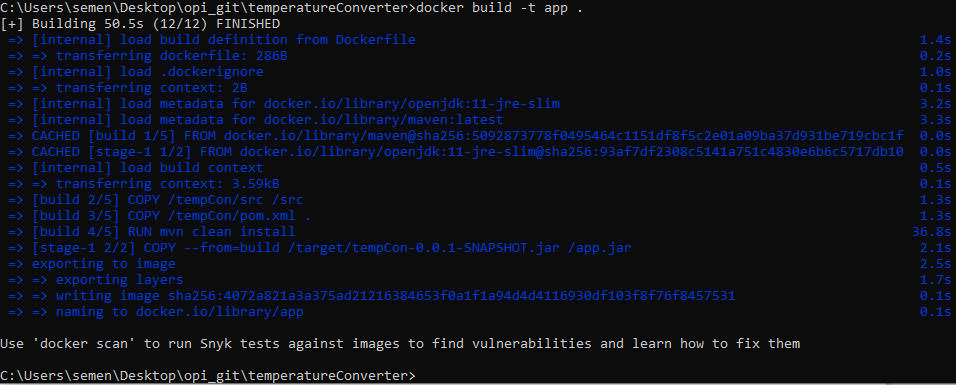 C:\Users\semen\Desktop\opi_git\temperatureConverter>docker build -t app .
[+] Building 50.5s (12/12) FINISHED
=> [internal] load build definition from Dockerfile 1.4s
=> => transferring dockerfile: 286B 0.2s
=> [internal] load .dockerignore 1.0s
=> => transferring context: 2B 0.1s
=> [internal] load metadata for docker.io/library/openjdk:11-jre-slim 3.2s
=> [internal] load metadata for docker.io/library/maven:latest 3.3s
=> CACHED [build 1/5] FROM docker.io/library/maven@sha256:5092873778f0495464c1151df8f5c2e01a09ba37d931be719cbc1f 0.0s
=> CACHED [stage-1 1/2] FROM docker.io/library/openjdk:11-jre-slim@sha256:93af7df2308c5141a751c4830e6b6c5717db10 0.0s
=> [internal] load build context 0.5s
=> => transferring context: 3.59kB 0.1s
=> [build 2/5] COPY /tempCon/src /src 1.3s
=> [build 3/5] COPY /tempCon/pom.xml . 1.3s
=> [build 4/5] RUN mvn clean install 36.8s
=> [stage-1 2/2] COPY --from=build /target/tempCon-0.0.1-SNAPSHOT.jar /app.jar 2.1s
=> exporting to image 2.5s
=> => exporting layers 1.7s
=> => writing image sha256:4072a821a3a375ad21216384653f0a1f1a94d4d4116930df103f8f76f8457531 0.1s
=> => naming to docker.io/library/app 0.1s
Use 'docker scan' to run Snyk tests against images to find vulnerabilities and learn how to fix them
C:\Users\semen\Desktop\opi_git\temperatureConverter>